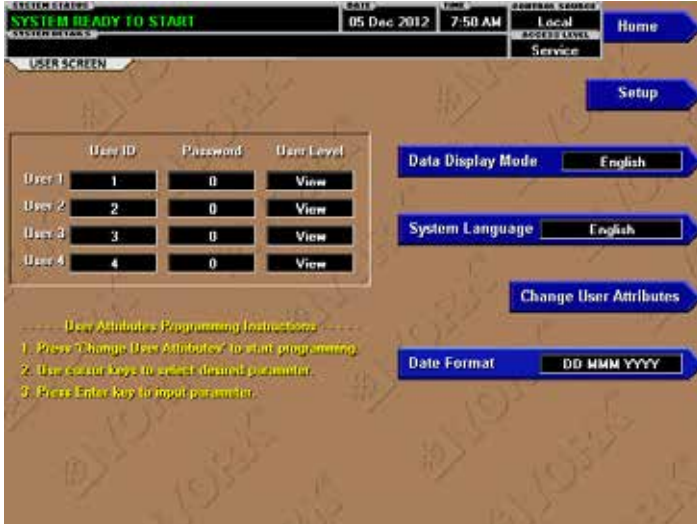 SYSTEM STATUS
SYSTEM READY TO START
DATE
05 Dec 2012
TIME
7:50 AM
CONTROL SOURCE
Local
Home
SYSTEM DETAILS
ACCESS LEVEL
Service
USER SCREEN
Setup
User ID Password User Level
User 1 1 0 View
User 2 2 0 View
User 3 3 0 View
User 4 4 0 View
Data Display Mode English
System Language English
Change User Attributes
Date Format DD MMM YYYY
- - - - - User Attributes Programming Instructions - - - - -
1. Press 'Change User Attributes' to start programming.
2. Use cursor keys to select desired parameter.
3. Press Enter key to input parameter.
YORK